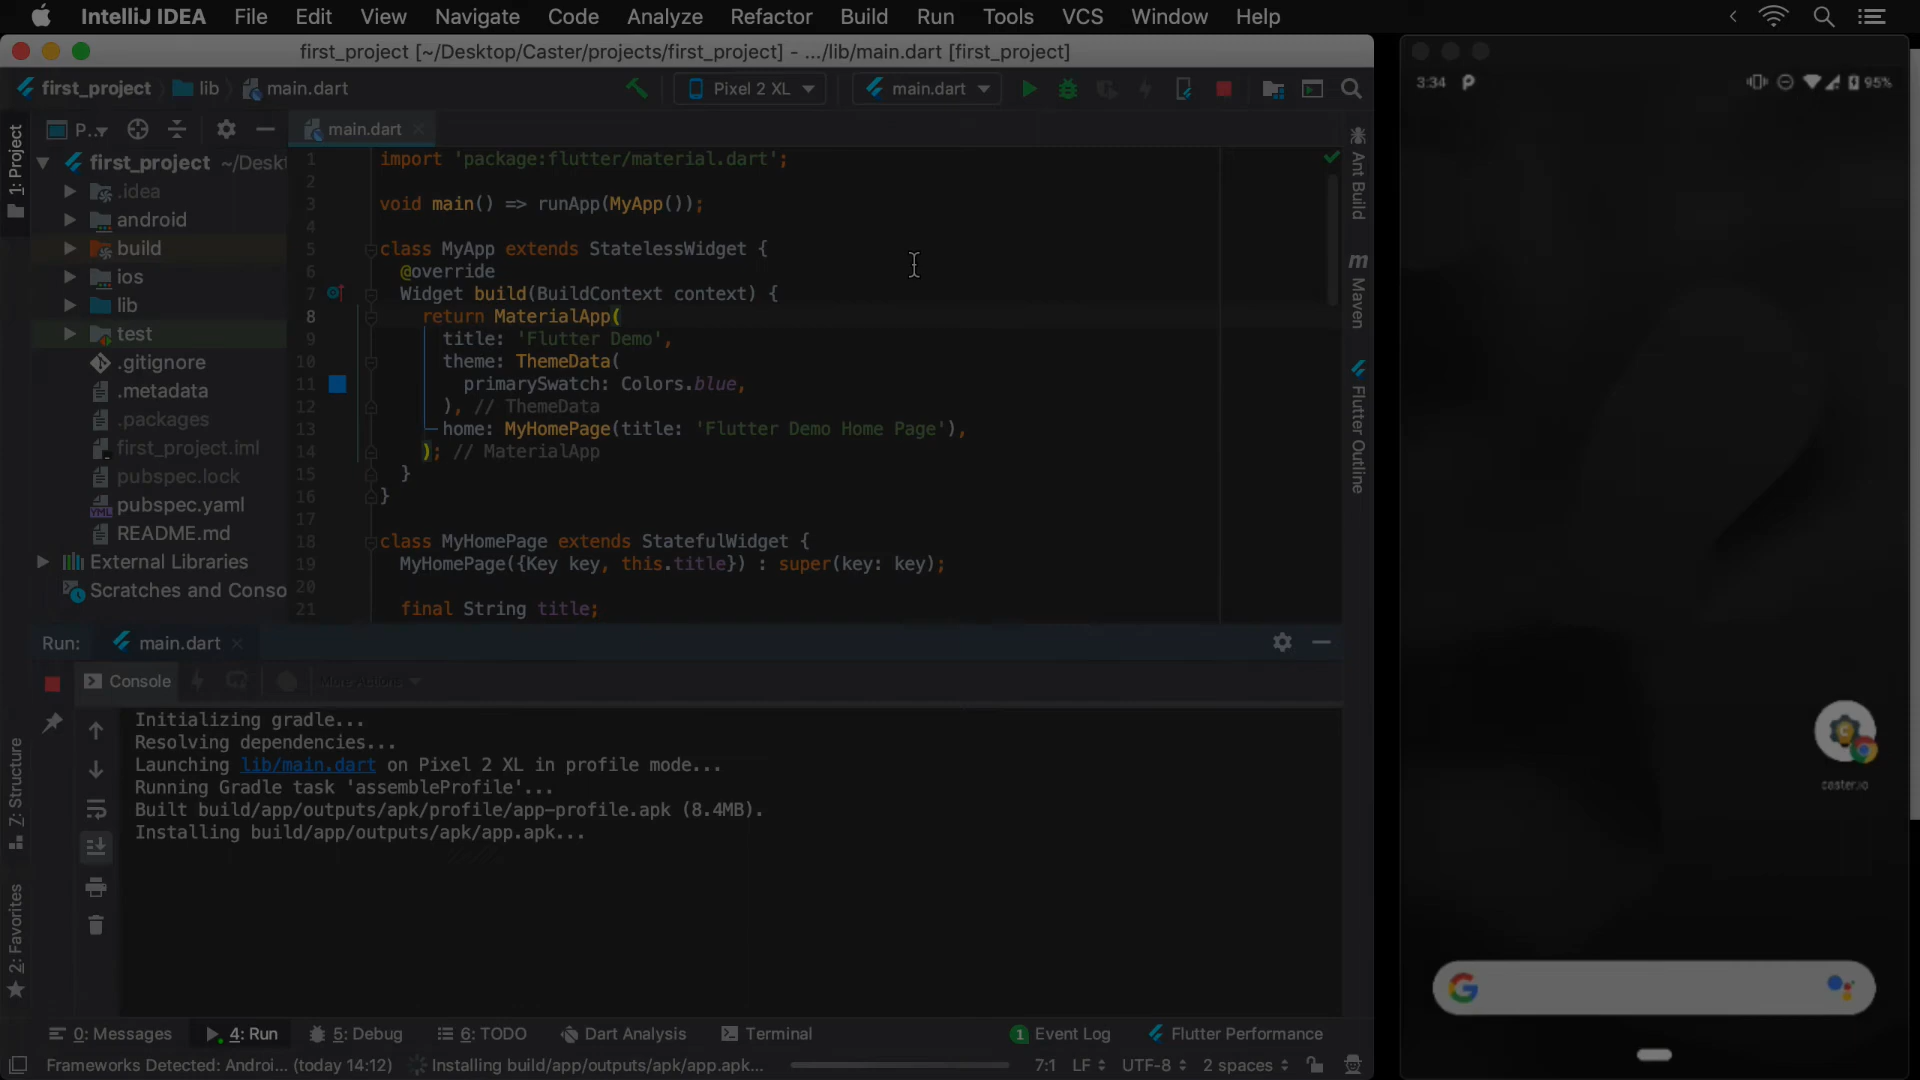 IntelliJ IDEA File Edit View Navigate Code Analyze Refactor Build Run Tools VCS Window Help
first_project [~/Desktop/Caster/projects/first_project] - .../lib/main.dart [first_project]
first_project lib main.dart Pixel 2 XL main.dart
3:34 95%
1: Project
P..
main.dart
first_project ~/Deskt
.idea
android
build
ios
lib
test
.gitignore
.metadata
.packages
first_project.iml
pubspec.lock
pubspec.yaml
README.md
External Libraries
Scratches and Conso
1 import 'package:flutter/material.dart';
2
3 void main() => runApp(MyApp());
4
5 class MyApp extends StatelessWidget {
6 @override
7 Widget build(BuildContext context) {
8 return MaterialApp(
9 title: 'Flutter Demo',
10 theme: ThemeData(
11 primarySwatch: Colors.blue,
12 ), // ThemeData
13 home: MyHomePage(title: 'Flutter Demo Home Page'),
14 ); // MaterialApp
15 }
16 }
17
18 class MyHomePage extends StatefulWidget {
19 MyHomePage({Key key, this.title}) : super(key: key);
20
21 final String title;
Ant Build
m Maven
Flutter Outline
Run: main.dart
Console More Actions
Initializing gradle...
Resolving dependencies...
Launching lib/main.dart on Pixel 2 XL in profile mode...
Running Gradle task 'assembleProfile'...
Built build/app/outputs/apk/profile/app-profile.apk (8.4MB).
Installing build/app/outputs/apk/app.apk...
Z: Structure
2: Favorites
caster.io
G
0: Messages 4: Run 5: Debug 6: TODO Dart Analysis Terminal 1 Event Log Flutter Performance
Frameworks Detected: Androi... (today 14:12) Installing build/app/outputs/apk/app.apk... 7:1 LF UTF-8 2 spaces